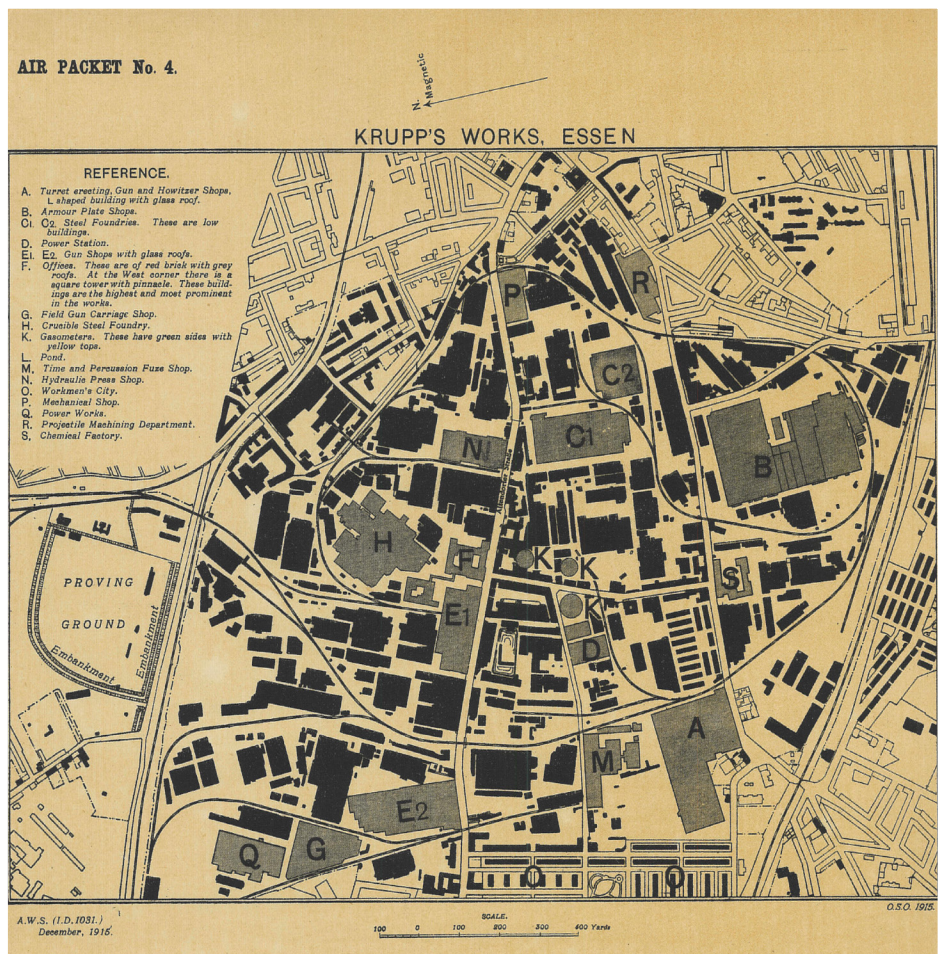 AIR PACKET No. 4.
N. Magnetic
KRUPP'S WORKS, ESSEN
REFERENCE.
A. Turret erecting, Gun and Howitzer Shops,
L shaped building with glass roof.
B. Armour Plate Shops.
C1. C2. Steel Foundries. These are low
buildings.
D. Power Station.
E1. E2. Gun Shops with glass roofs.
F. Offices. These are of red brick with grey
roofs. At the West corner there is a
square tower with pinnacle. These build-
ings are the highest and most prominent
in the works.
G. Field Gun Carriage Shop.
H. Crucible Steel Foundry.
K. Gasometers. These have green sides with
yellow tops.
L. Pond.
M. Time and Percussion Fuze Shop.
N. Hydraulic Press Shop.
O. Workmen's City.
P. Mechanical Shop.
Q. Power Works.
R. Projectile Machining Department.
S. Chemical Factory.
P
R
C2
C1
N
B
H
F
K
K
K
S
E1
D
A
M
E2
Q
G
O
O
PROVING
GROUND
Embankment
Embankment
A.W.S. (I.D.1031.)
December, 1915.
SCALE.
100 0 100 200 300 400 Yards
O.S.O. 1915.